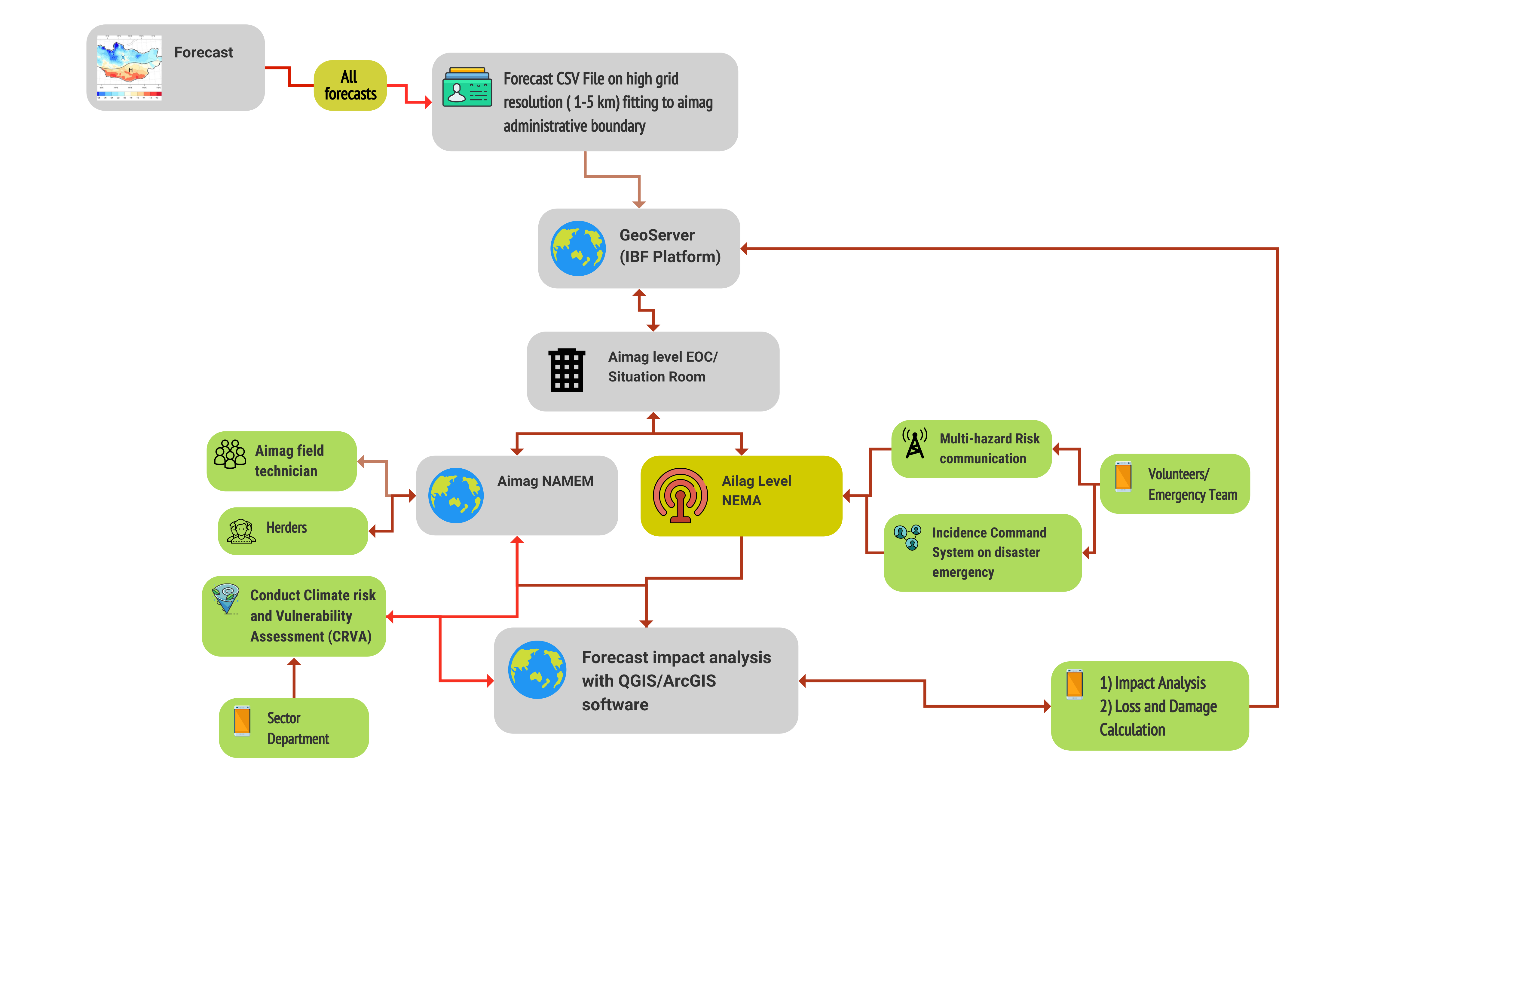 Forecast
All
forecasts
Forecast CSV File on high grid
resolution ( 1-5 km) fitting to aimag
administrative boundary
GeoServer
(IBF Platform)
Aimag level EOC/
Situation Room
Aimag field
technician
Herders
Aimag NAMEM
Ailag Level
NEMA
Multi-hazard Risk
communication
Volunteers/
Emergency Team
Incidence Command
System on disaster
emergency
Conduct Climate risk
and Vulnerability
Assessment (CRVA)
Sector
Department
Forecast impact analysis
with QGIS/ArcGIS
software
1) Impact Analysis
2) Loss and Damage
Calculation